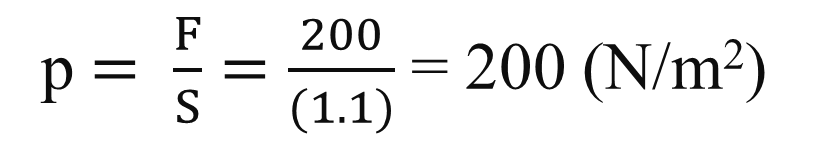 p = F/S = 200/(1.1) = 200 (N/m²)